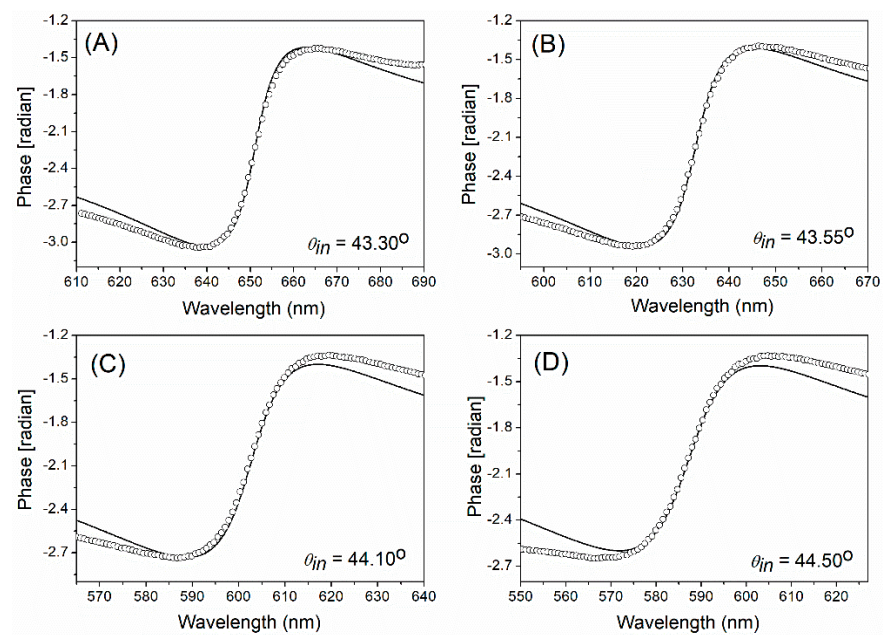 (A)
Phase [radian]
-1.2
-1.5
-1.8
-2.1
-2.4
-2.7
-3.0
θin = 43.30o
610 620 630 640 650 660 670 680 690
Wavelength (nm)
(B)
Phase [radian]
-1.2
-1.5
-1.8
-2.1
-2.4
-2.7
-3.0
θin = 43.55o
600 610 620 630 640 650 660 670
Wavelength (nm)
(C)
Phase [radian]
-1.2
-1.5
-1.8
-2.1
-2.4
-2.7
θin = 44.10o
570 580 590 600 610 620 630 640
Wavelength (nm)
(D)
Phase [radian]
-1.2
-1.5
-1.8
-2.1
-2.4
-2.7
θin = 44.50o
550 560 570 580 590 600 610 620
Wavelength (nm)